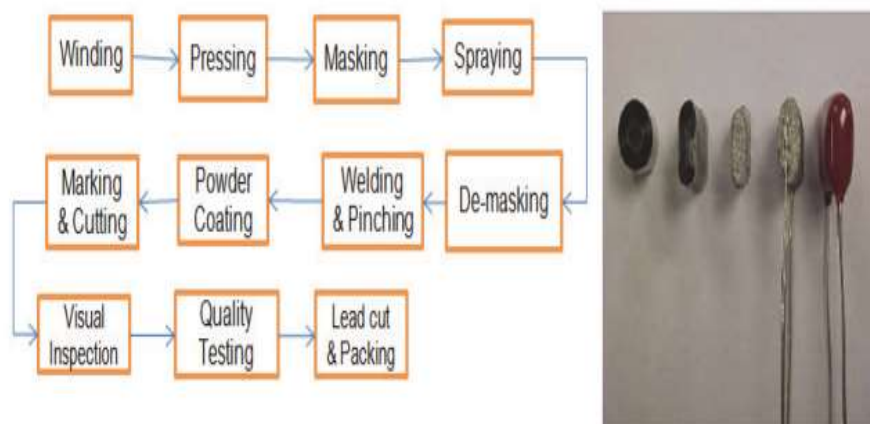 Winding
Pressing
Masking
Spraying
De-masking
Welding
& Pinching
Powder
Coating
Marking
& Cutting
Visual
Inspection
Quality
Testing
Lead cut
& Packing